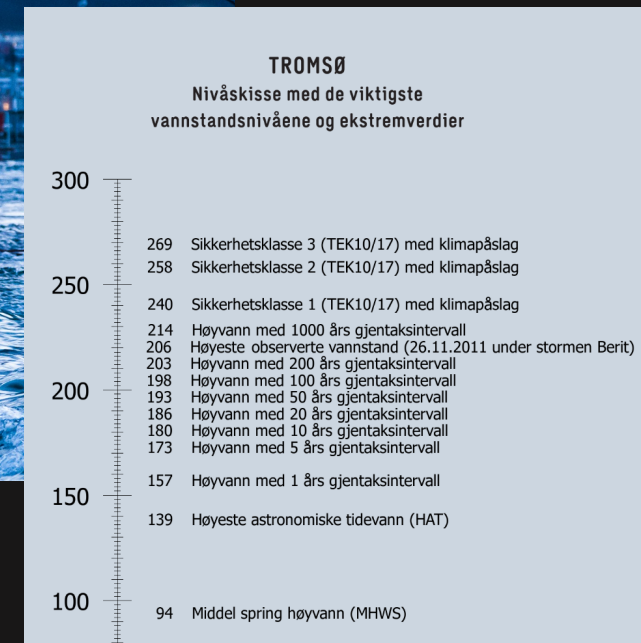 TROMSØ
Nivåskisse med de viktigste
vannstandsnivåene og ekstremverdier
300
269 Sikkerhetsklasse 3 (TEK10/17) med klimapåslag
258 Sikkerhetsklasse 2 (TEK10/17) med klimapåslag
250
240 Sikkerhetsklasse 1 (TEK10/17) med klimapåslag
214 Høyvann med 1000 års gjentaksintervall
206 Høyeste observerte vannstand (26.11.2011 under stormen Berit)
203 Høyvann med 200 års gjentaksintervall
198 Høyvann med 100 års gjentaksintervall
200
193 Høyvann med 50 års gjentaksintervall
186 Høyvann med 20 års gjentaksintervall
180 Høyvann med 10 års gjentaksintervall
173 Høyvann med 5 års gjentaksintervall
157 Høyvann med 1 års gjentaksintervall
150
139 Høyeste astronomiske tidevann (HAT)
100
94 Middel spring høyvann (MHWS)